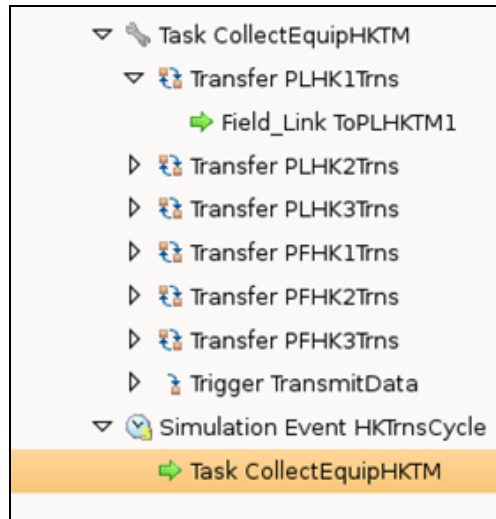 Task CollectEquipHKTM
Transfer PLHK1Trns
Field_Link ToPLHKTM1
Transfer PLHK2Trns
Transfer PLHK3Trns
Transfer PFHK1Trns
Transfer PFHK2Trns
Transfer PFHK3Trns
Trigger TransmitData
Simulation Event HKTrnsCycle
Task CollectEquipHKTM